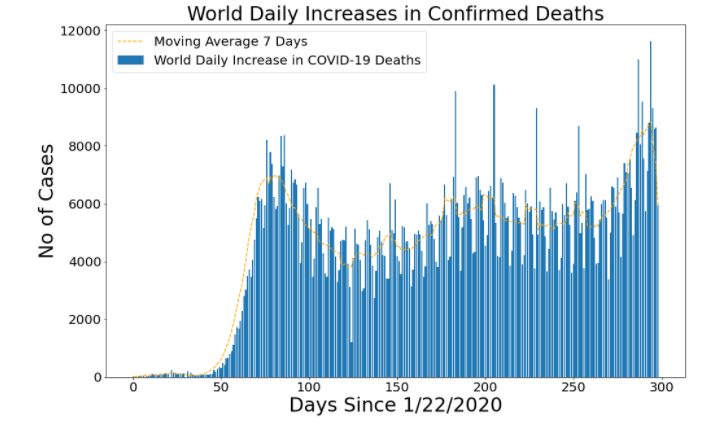 World Daily Increases in Confirmed Deaths
Moving Average 7 Days
World Daily Increase in COVID-19 Deaths
No of Cases
12000
10000
8000
6000
4000
2000
0
0 50 100 150 200 250 300
Days Since 1/22/2020